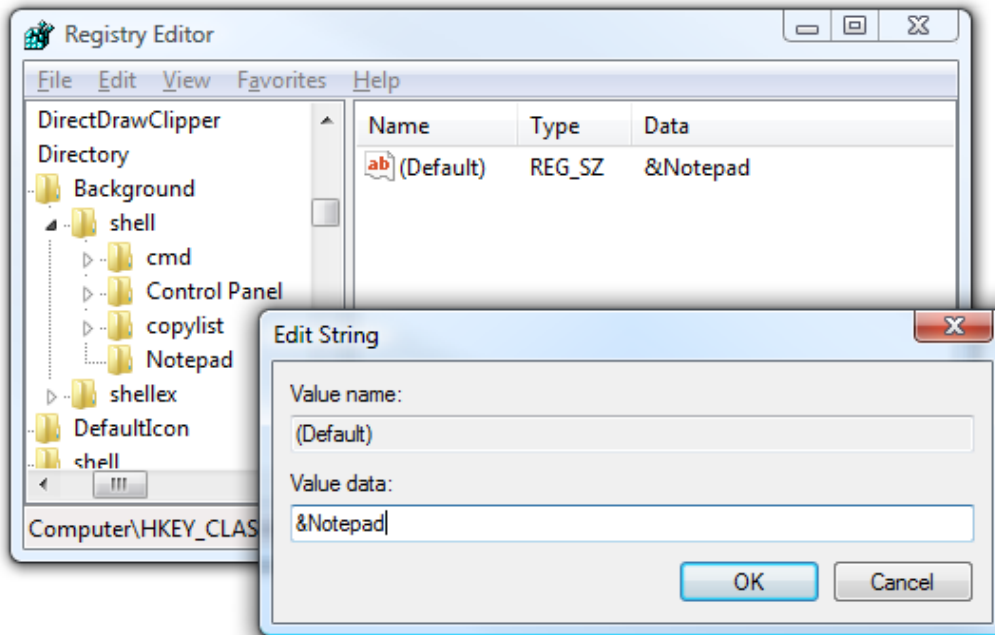 Registry Editor
File Edit View Favorites Help
DirectDrawClipper
Directory
Background
shell
cmd
Control Panel
copylist
Notepad
shellex
DefaultIcon
shell
Name Type Data
ab (Default) REG_SZ &Notepad
Computer\HKEY_CLAS
Edit String
Value name:
(Default)
Value data:
&Notepad
OK Cancel